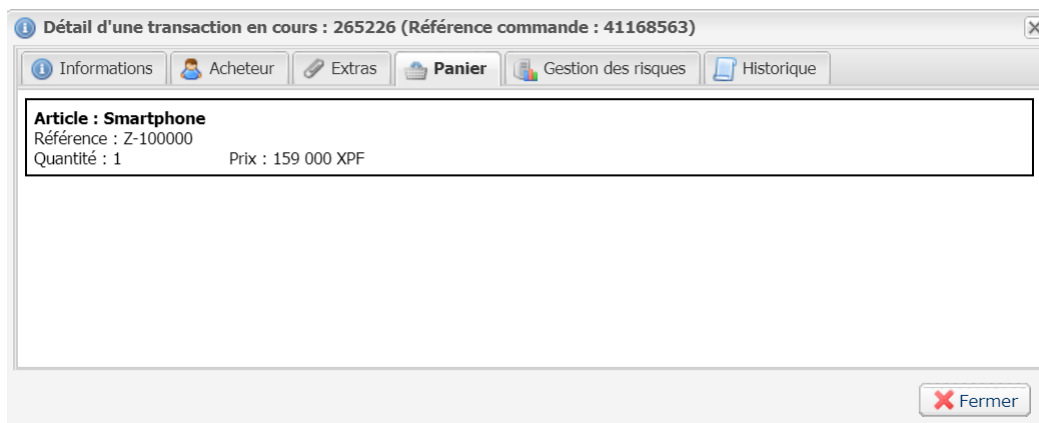 Détail d'une transaction en cours : 265226 (Référence commande : 41168563)
Informations Acheteur Extras Panier Gestion des risques Historique
Article : Smartphone
Référence : Z-100000
Quantité : 1 Prix : 159 000 XPF
Fermer